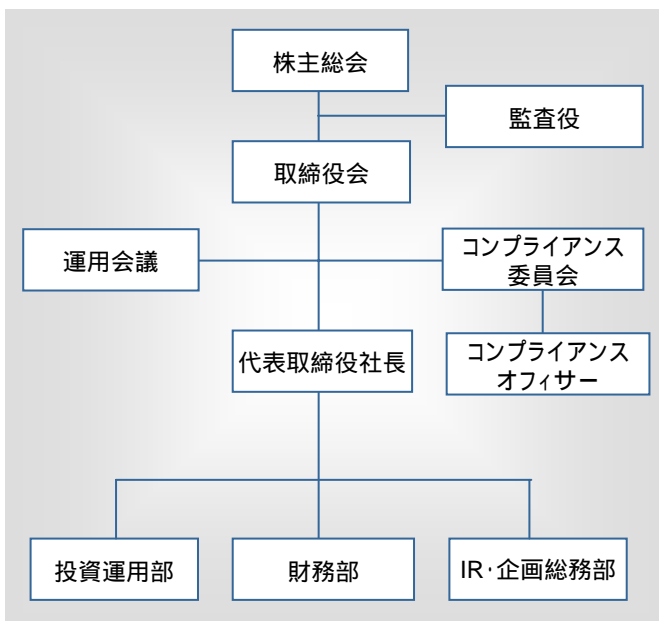 株主総会
監査役
取締役会
運用会議
コンプライアンス
委員会
代表取締役社長
コンプライアンス
オフィサー
投資運用部
財務部
IR・企画総務部